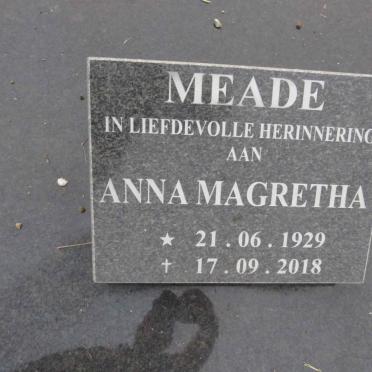 MEADE
IN LIEFDEVOLLE HERINNERING
AAN
ANNA MAGRETHA
★ 21 . 06 . 1929
✝ 17 . 09 . 2018